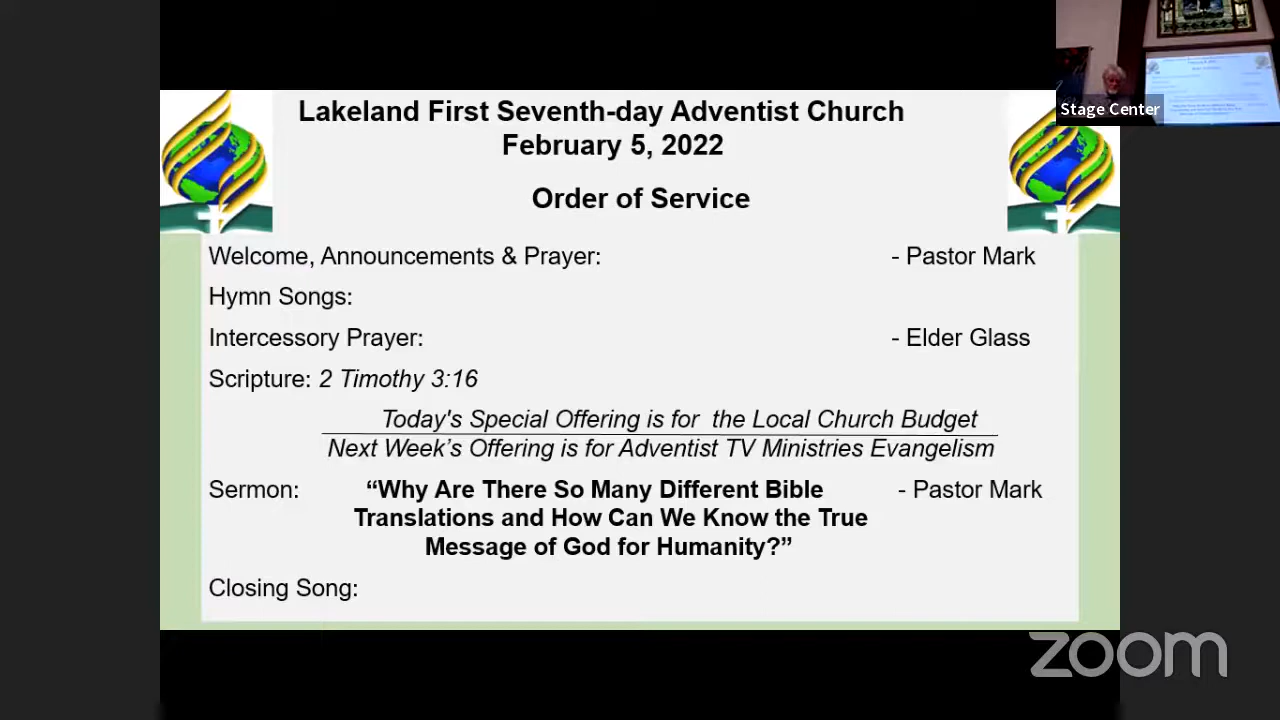 Stage Center
Lakeland First Seventh-day Adventist Church
February 5, 2022
Order of Service
Welcome, Announcements & Prayer: - Pastor Mark
Hymn Songs:
Intercessory Prayer: - Elder Glass
Scripture: 2 Timothy 3:16
Today's Special Offering is for the Local Church Budget
Next Week’s Offering is for Adventist TV Ministries Evangelism
Sermon: “Why Are There So Many Different Bible - Pastor Mark
Translations and How Can We Know the True
Message of God for Humanity?”
Closing Song:
zoom